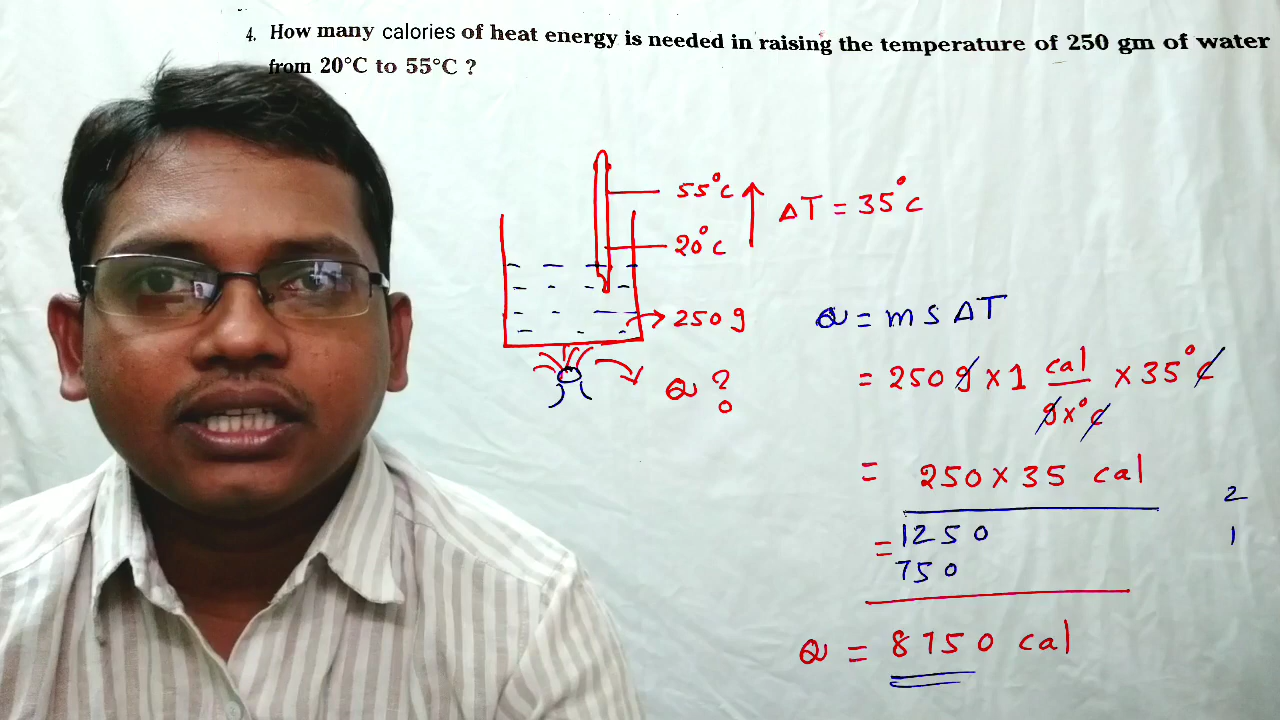 4. How many calories of heat energy is needed in raising the temperature of 250 gm of water
from 20°C to 55°C ?
55°c
ΔT = 35°c
20°c
250 g
Q ?
Q = m s ΔT
= 250 g × 1 cal / g×°c × 35°c
= 250 × 35 cal
2
= 1250
1
750
Q = 8750 cal